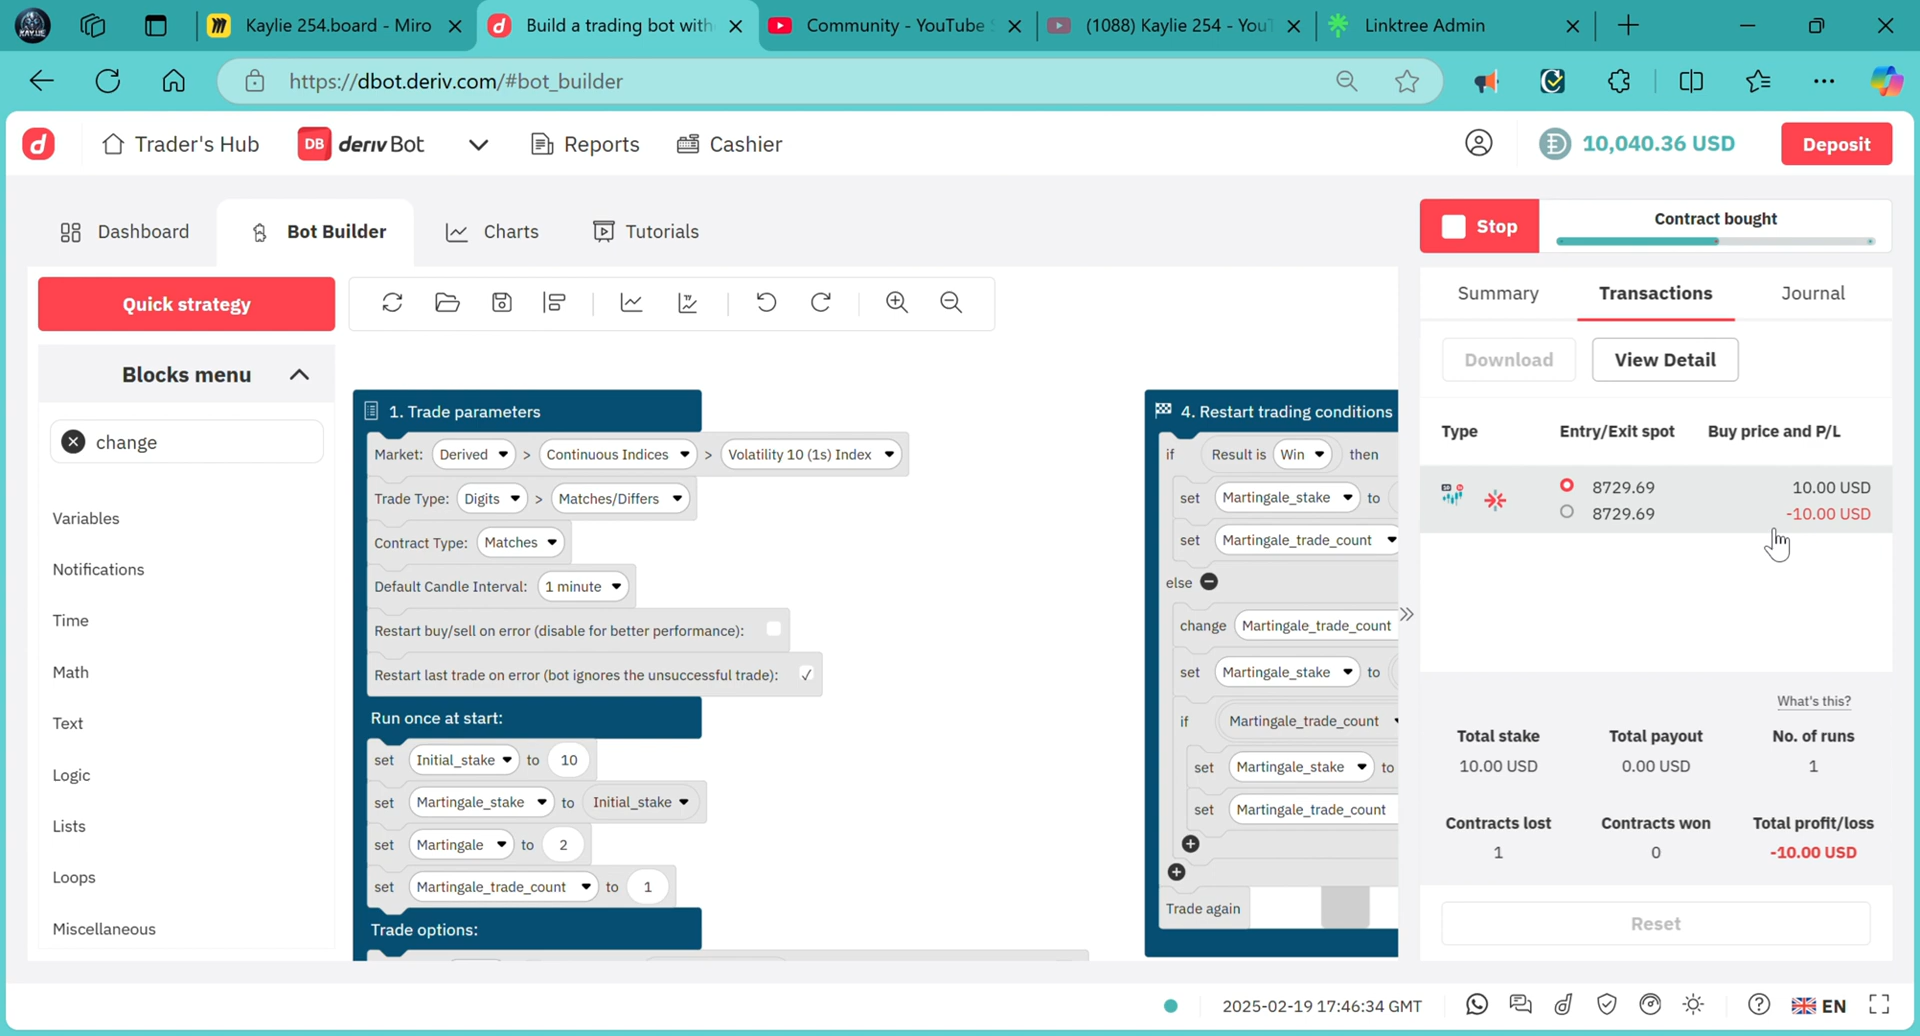 Kaylie 254.board - Miro
Build a trading bot with
Community - YouTube S
(1088) Kaylie 254 - YouT
Linktree Admin
https://dbot.deriv.com/#bot_builder
Trader's Hub
DB
deriv Bot
Reports
Cashier
10,040.36 USD
Deposit
Dashboard
Bot Builder
Charts
Tutorials
Stop
Contract bought
Quick strategy
Summary
Transactions
Journal
Blocks menu
Download
View Detail
change
Type
Entry/Exit spot
Buy price and P/L
Variables
Notifications
Time
Math
Text
Logic
Lists
Loops
Miscellaneous
1. Trade parameters
Market: Derived > Continuous Indices > Volatility 10 (1s) Index
Trade Type: Digits > Matches/Differs
Contract Type: Matches
Default Candle Interval: 1 minute
Restart buy/sell on error (disable for better performance):
Restart last trade on error (bot ignores the unsuccessful trade):
Run once at start:
set Initial_stake to 10
set Martingale_stake to Initial_stake
set Martingale to 2
set Martingale_trade_count to 1
Trade options:
4. Restart trading conditions
if Result is Win then
set Martingale_stake to
set Martingale_trade_count
else
change Martingale_trade_count
set Martingale_stake to
if Martingale_trade_count
set Martingale_stake to
set Martingale_trade_count
Trade again
8729.69 10.00 USD
8729.69 -10.00 USD
What's this?
Total stake
Total payout
No. of runs
10.00 USD
0.00 USD
1
Contracts lost
Contracts won
Total profit/loss
1
0
-10.00 USD
Reset
2025-02-19 17:46:34 GMT
EN